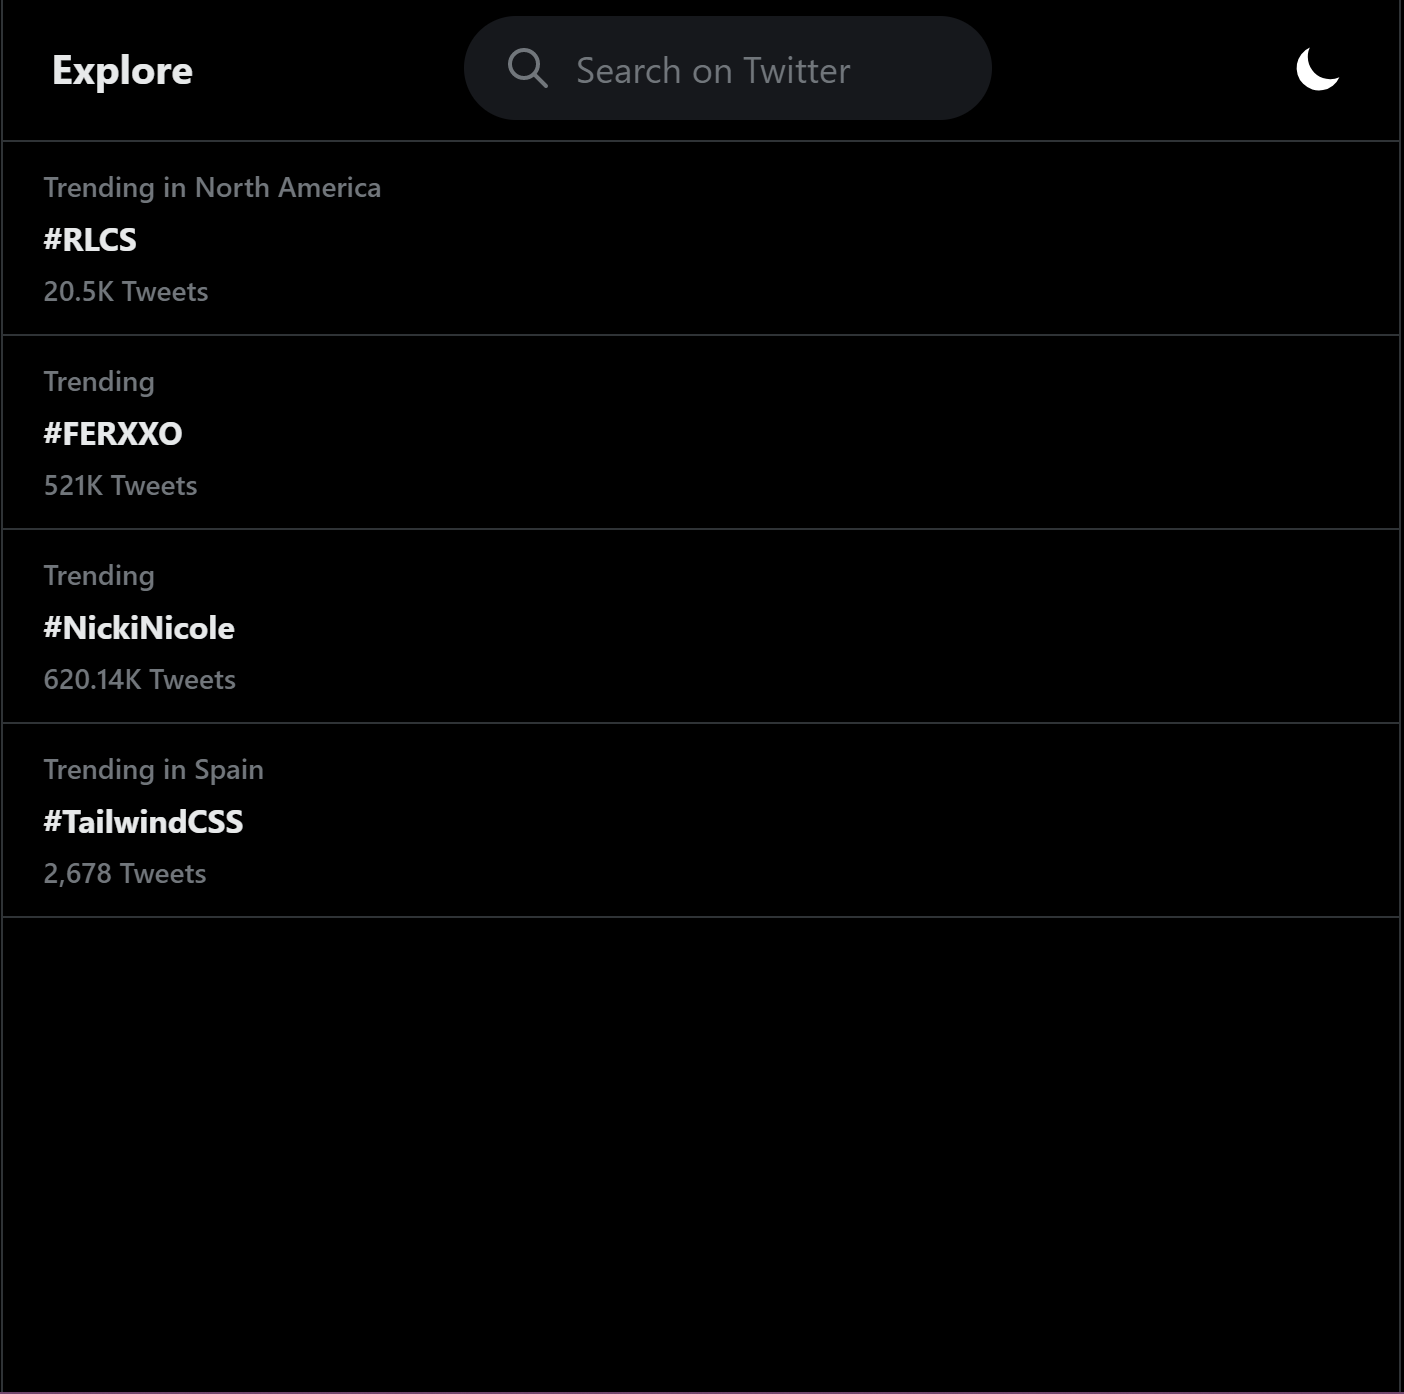 Explore
Search on Twitter
Trending in North America
#RLCS
20.5K Tweets
Trending
#FERXXO
521K Tweets
Trending
#NickiNicole
620.14K Tweets
Trending in Spain
#TailwindCSS
2,678 Tweets